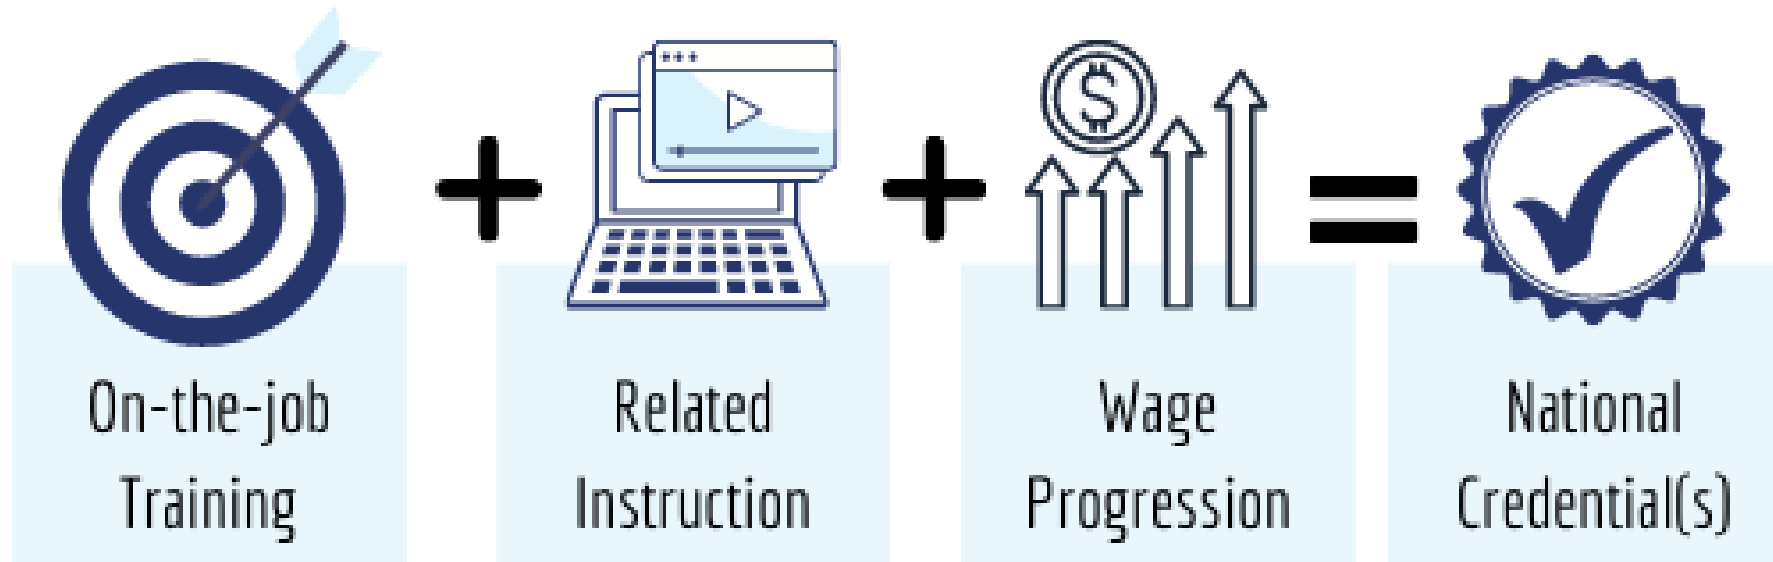 On-the-job
Training
Related
Instruction
$
Wage
Progression
National
Credential(s)